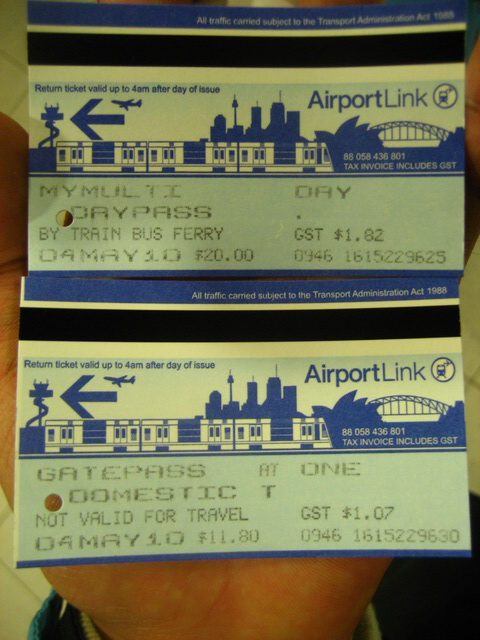 All traffic carried subject to the Transport Administration Act 1988
Return ticket valid up to 4am after day of issue
AirportLink
88 058 436 801
TAX INVOICE INCLUDES GST
MYMULTI DAY
DAYPASS .
BY TRAIN BUS FERRY GST $1.82
04MAY10 $20.00 0946 1615229625
All traffic carried subject to the Transport Administration Act 1988
Return ticket valid up to 4am after day of issue
AirportLink
88 058 436 801
TAX INVOICE INCLUDES GST
GATEPASS AT ONE
DOMESTIC T
NOT VALID FOR TRAVEL GST $1.07
04MAY10 $11.80 0946 1615229630